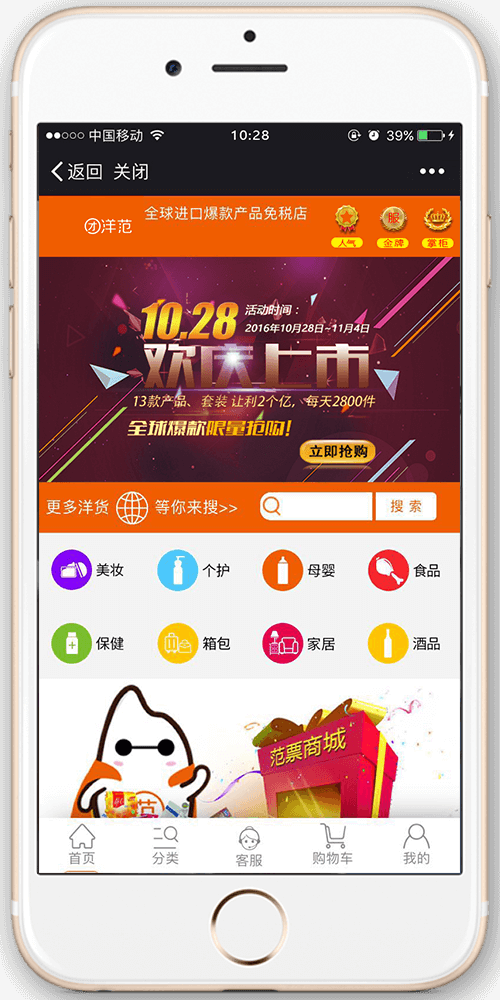 中国移动
10:28
39%
返回 关闭
团洋范
全球进口爆款产品免税店
服
人气
金牌
掌柜
10.28
活动时间：
2016年10月28日~11月4日
欢庆上市
13款产品、套装 让利2个亿，每天2800件
全球爆款限量抢购！
立即抢购
更多洋货
等你来搜>>
搜 索
美妆
个护
母婴
食品
保健
箱包
家居
酒品
范票商城
范
首页
分类
客服
购物车
我的